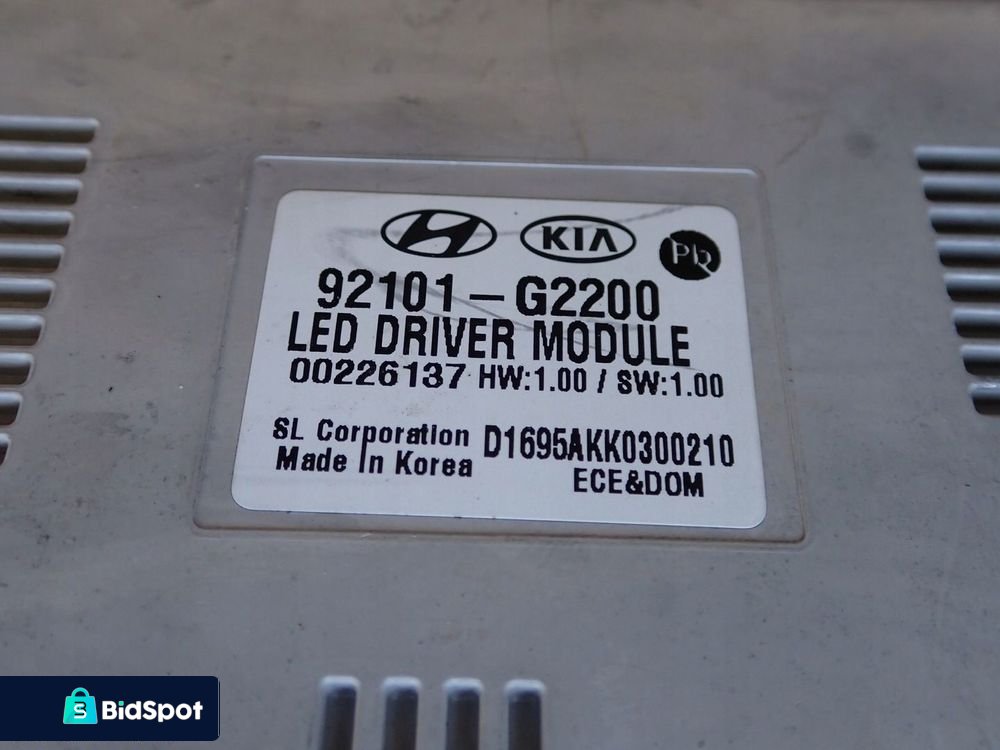 KIA
92101-G2200
LED DRIVER MODULE
00226137 HW:1.00 / SW:1.00
SL Corporation D1695AKK0300210
Made In Korea
ECE&DOM
BidSpot